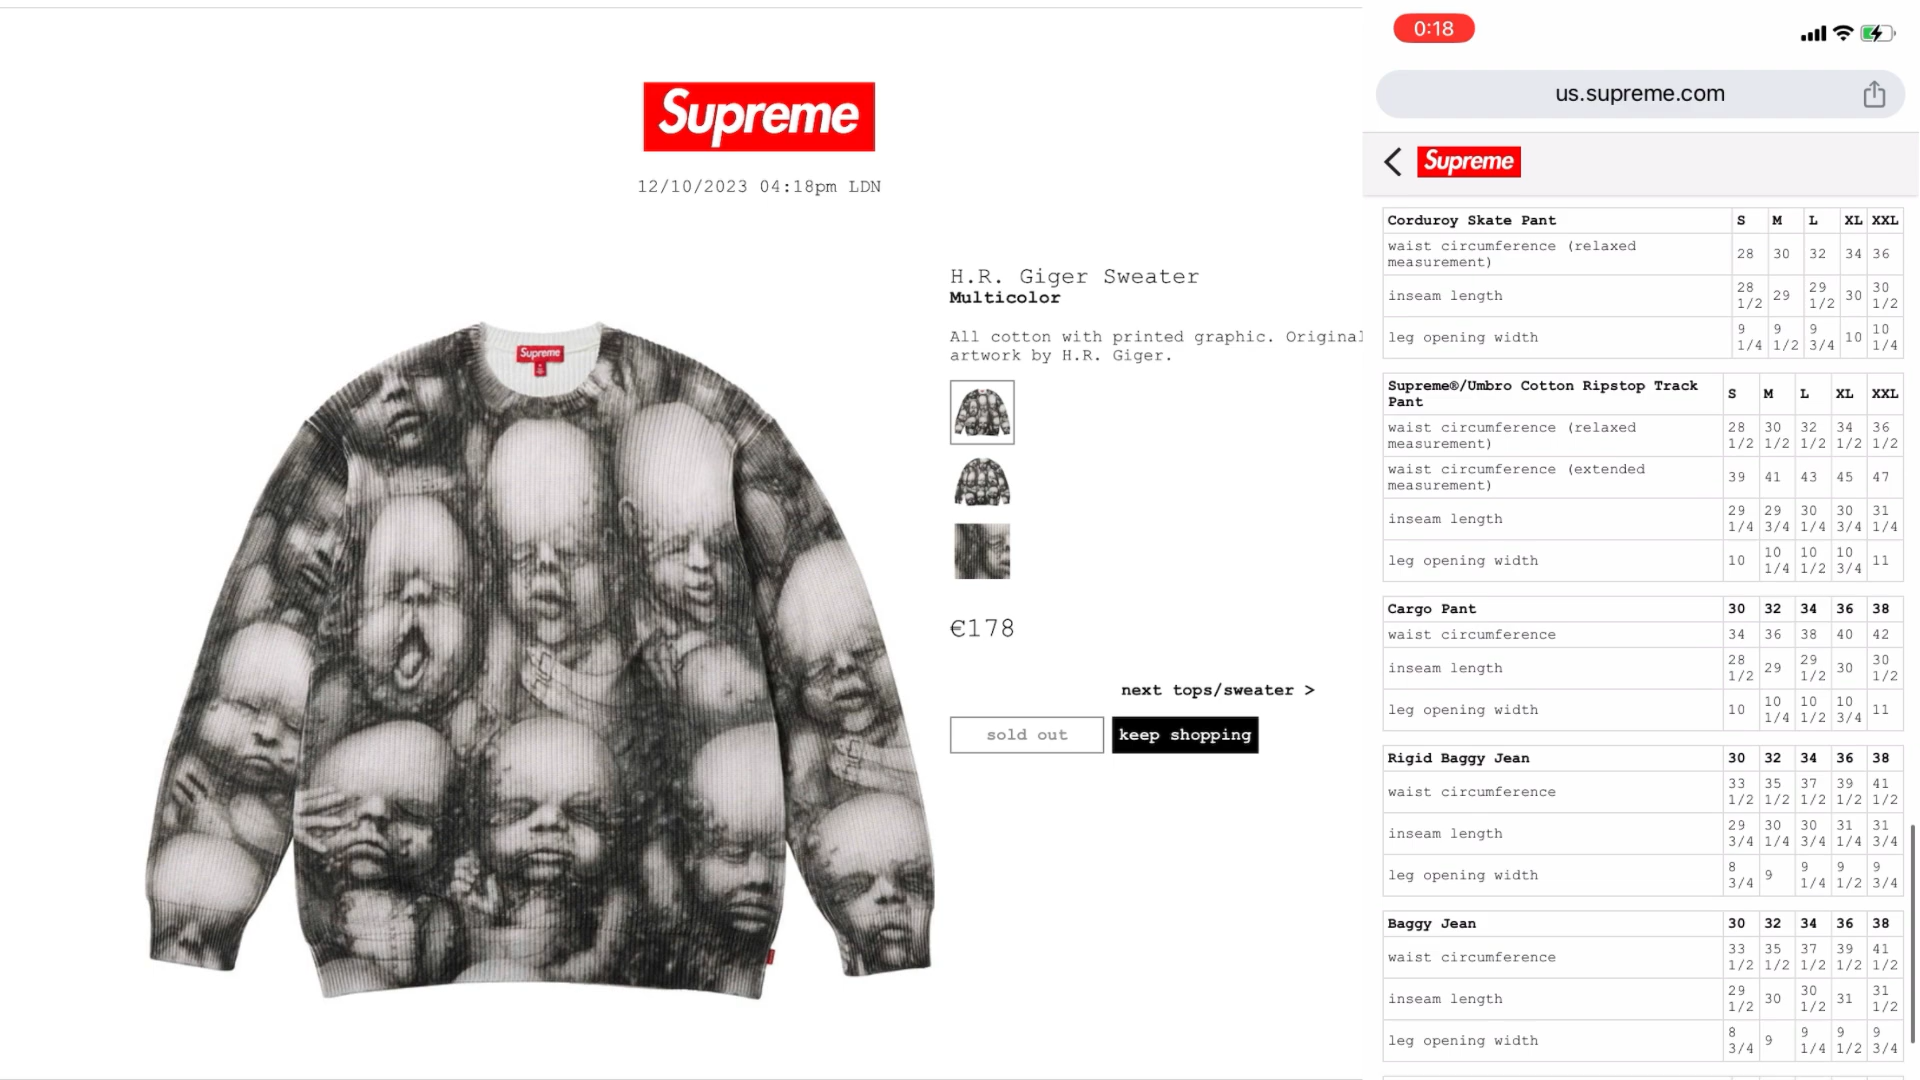 Supreme
12/10/2023 04:18pm LDN
Supreme
H.R. Giger Sweater
Multicolor
All cotton with printed graphic. Original
artwork by H.R. Giger.
€178
next tops/sweater >
sold out
keep shopping
0:18
us.supreme.com
Supreme
Corduroy Skate Pant S M L XL XXL
waist circumference (relaxed measurement) 28 30 32 34 36
inseam length 28 1/2 29 29 1/2 30 30 1/2
leg opening width 9 1/4 9 1/2 9 3/4 10 10 1/4
Supreme®/Umbro Cotton Ripstop Track Pant S M L XL XXL
waist circumference (relaxed measurement) 28 1/2 30 1/2 32 1/2 34 1/2 36 1/2
waist circumference (extended measurement) 39 41 43 45 47
inseam length 29 1/4 29 3/4 30 1/4 30 3/4 31 1/4
leg opening width 10 10 1/4 10 1/2 10 3/4 11
Cargo Pant 30 32 34 36 38
waist circumference 34 36 38 40 42
inseam length 28 1/2 29 29 1/2 30 30 1/2
leg opening width 10 10 1/4 10 1/2 10 3/4 11
Rigid Baggy Jean 30 32 34 36 38
waist circumference 33 1/2 35 1/2 37 1/2 39 1/2 41 1/2
inseam length 29 3/4 30 1/4 30 3/4 31 1/4 31 3/4
leg opening width 8 3/4 9 9 1/4 9 1/2 9 3/4
Baggy Jean 30 32 34 36 38
waist circumference 33 1/2 35 1/2 37 1/2 39 1/2 41 1/2
inseam length 29 1/2 30 30 1/2 31 31 1/2
leg opening width 8 3/4 9 9 1/4 9 1/2 9 3/4